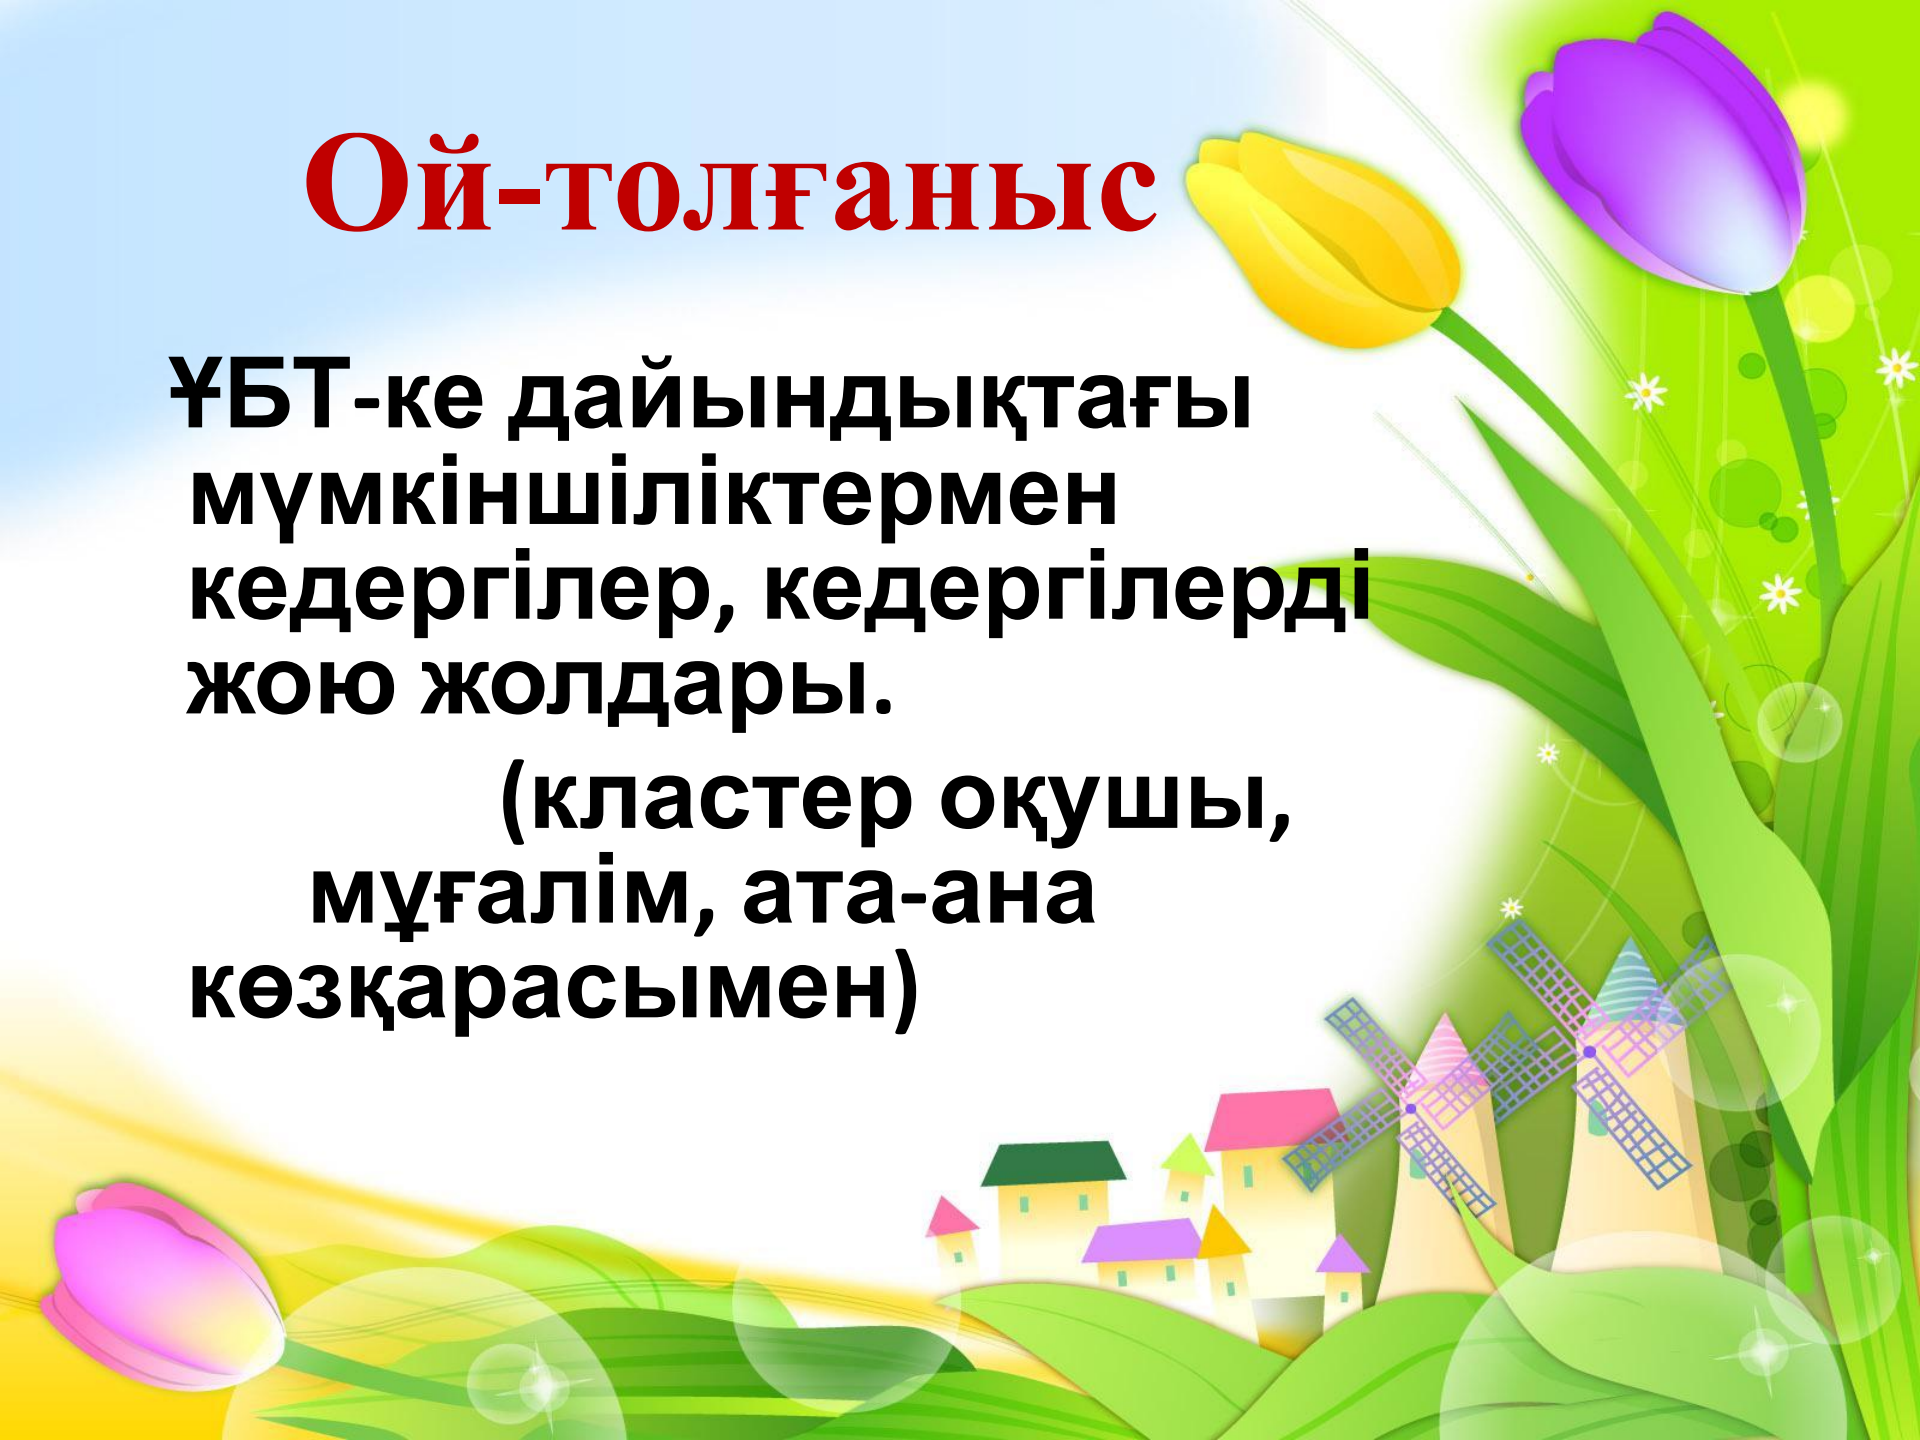 Ой-толғаныс
ҰБТ-ке дайындықтағы
мүмкіншіліктермен
кедергілер, кедергілерді
жою жолдары.
(кластер оқушы,
мұғалім, ата-ана
көзқарасымен)